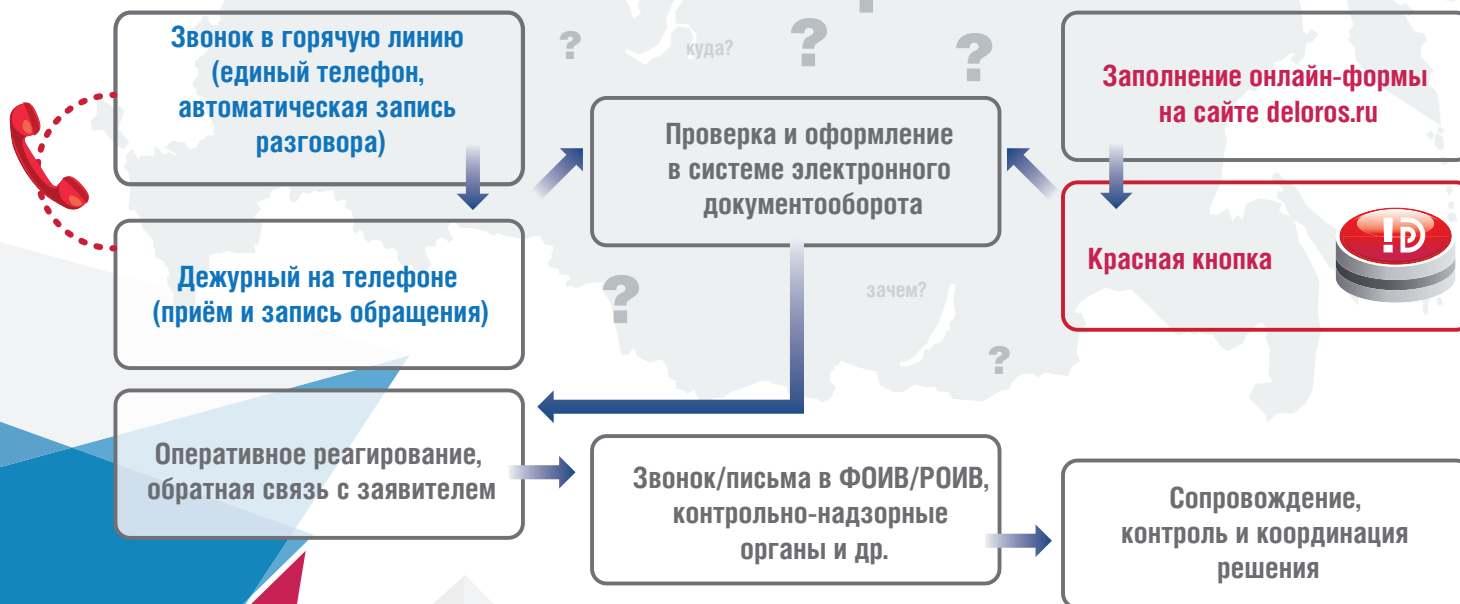 Звонок в горячую линию
(единый телефон,
автоматическая запись
разговора)
Дежурный на телефоне
(приём и запись обращения)
куда?
Проверка и оформление
в системе электронного
документооборота
зачем?
Заполнение онлайн-формы
на сайте deloros.ru
Красная кнопка
Оперативное реагирование,
обратная связь с заявителем
Звонок/письма в ФОИВ/РОИВ,
контрольно-надзорные
органы и др.
Сопровождение,
контроль и координация
решения